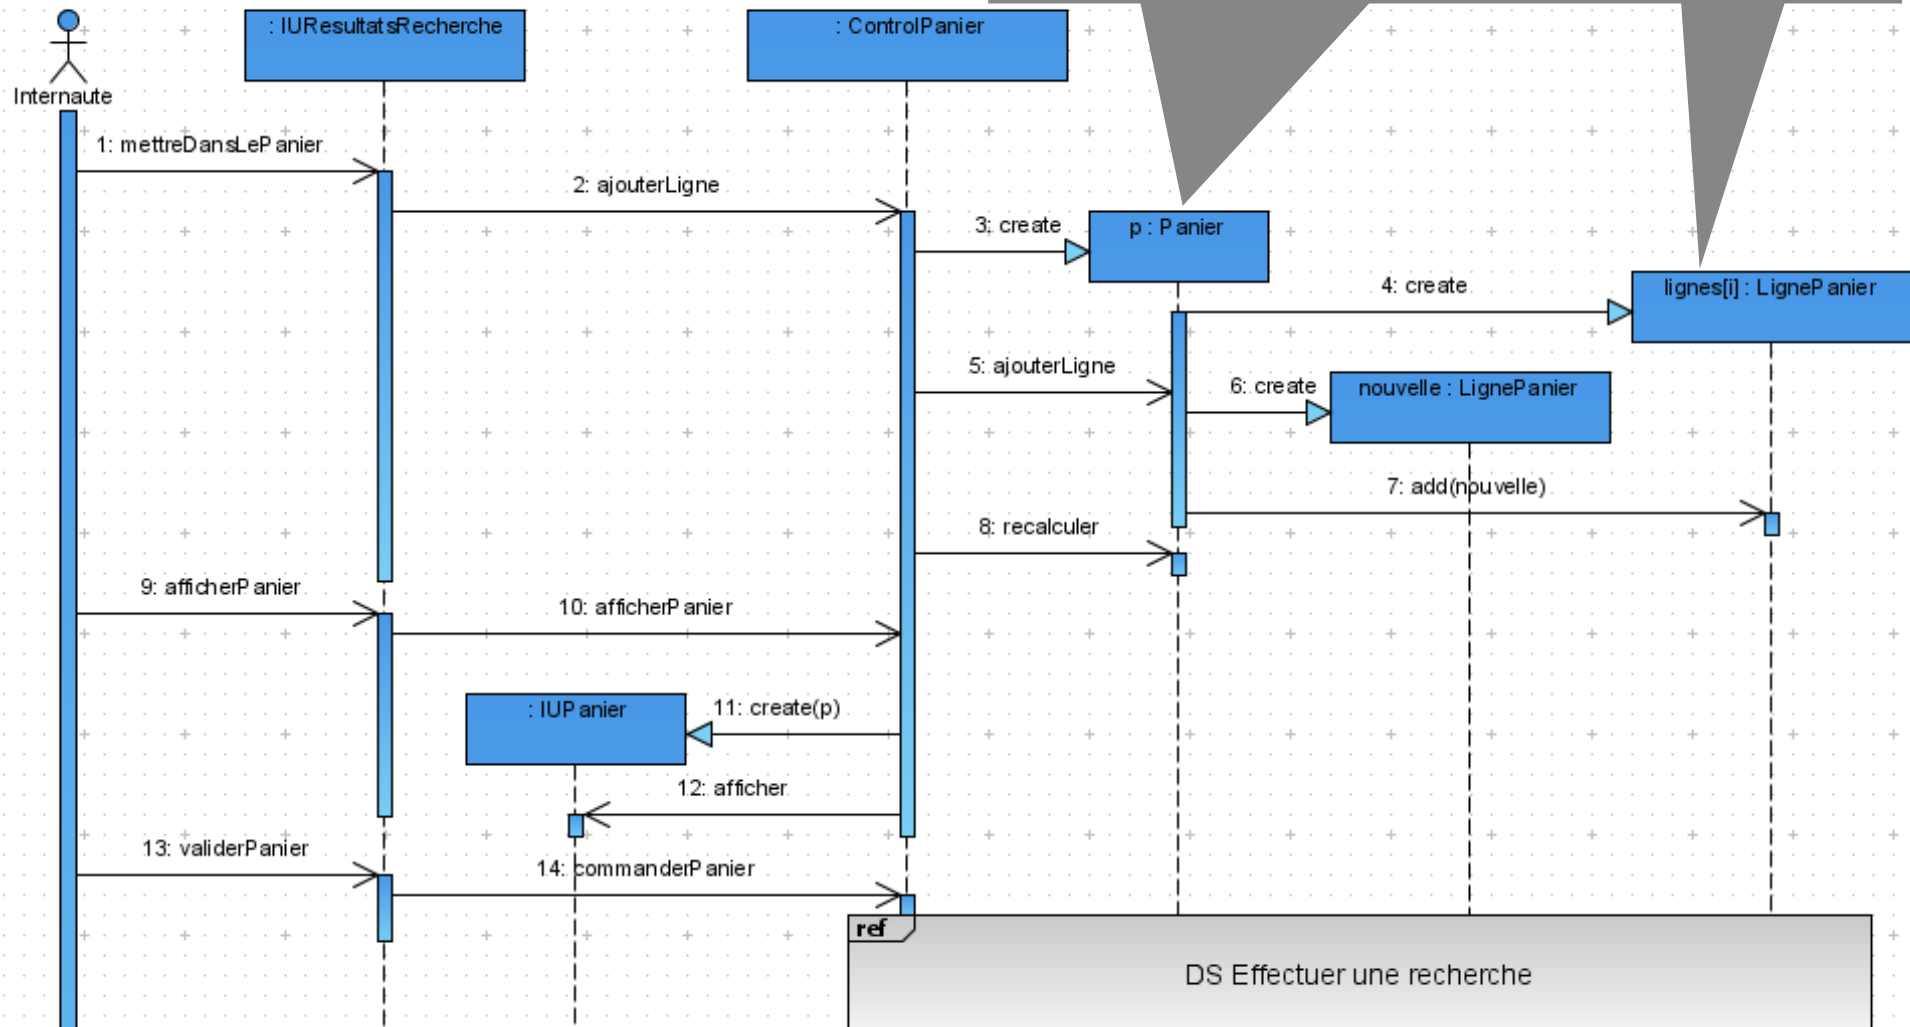 : IUResultatsRecherche
: ControlPanier
Internaute
1: mettreDansLePanier
2: ajouterLigne
3: create
p : Panier
4: create
lignes[i] : LignePanier
5: ajouterLigne
6: create
nouvelle : LignePanier
7: add(nouvelle)
8: recalculer
9: afficherPanier
10: afficherPanier
: IUPanier
11: create(p)
12: afficher
13: validerPanier
14: commanderPanier
ref
DS Effectuer une recherche